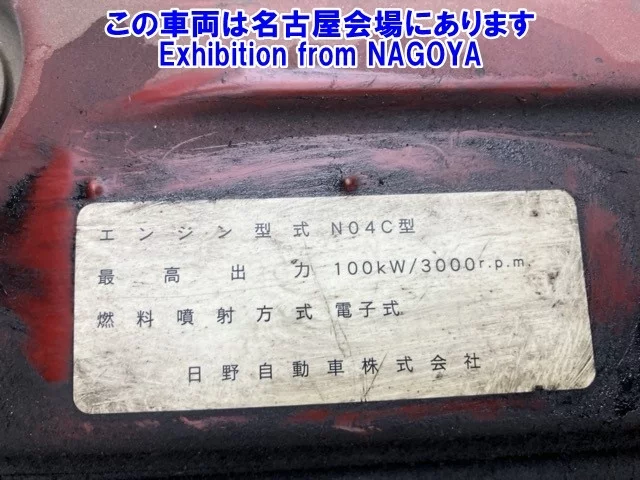 この車両は名古屋会場にあります
Exhibition from NAGOYA
エンジン型式 N04C型
最高出力 100kW/3000r.p.m.
燃料噴射方式 電子式
日野自動車株式会社